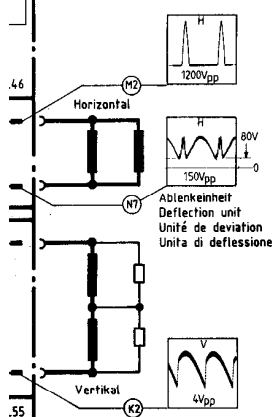 H
1200Vpp
.46
M2
Horizontal
H
80V
0
150Vpp
N7
Ablenkeinheit
Deflection unit
Unité de deviation
Unita di deflessione
V
4Vpp
Vertikal
K2
.55